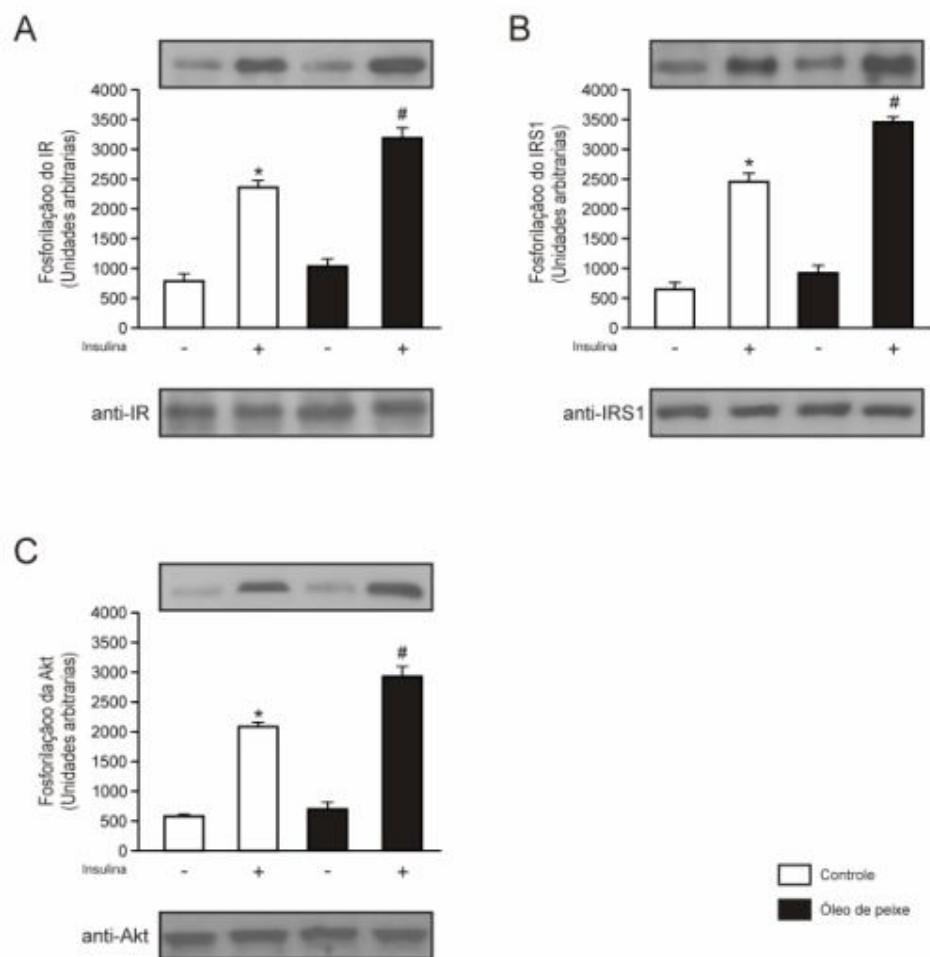 A
4000
3500
3000
2500
2000
1500
1000
500
0
Fosforilaçãoo do IR
(Unidades arbitrarias)
*
#
Insulina - + - +
anti-IR
B
4000
3500
3000
2500
2000
1500
1000
500
0
Fosforilaçãoo do IRS1
(Unidades arbitrarias)
*
#
Insulina - + - +
anti-IRS1
C
4000
3500
3000
2500
2000
1500
1000
500
0
Fosforilaçãoo da Akt
(Unidades arbitrarias)
*
#
Insulina - + - +
anti-Akt
Controle
Óleo de peixe